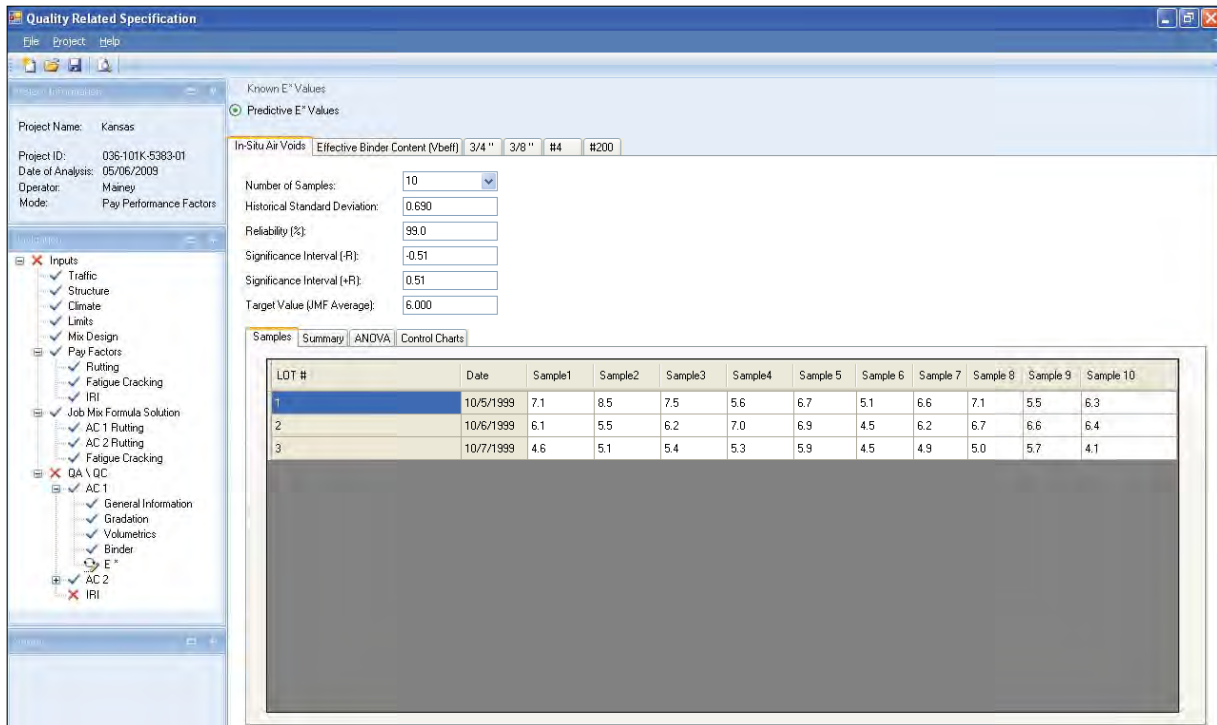 Quality Related Specification
File Project Help
Known E* Values
Predictive E* Values
Project Name: Kansas
Project ID: 036-101K-5383-01
Date of Analysis: 05/06/2009
Operator: Mainey
Mode: Pay Performance Factors
Inputs
Traffic
Structure
Climate
Limits
Mix Design
Pay Factors
Rutting
Fatigue Cracking
IRI
Job Mix Formula Solution
AC 1 Rutting
AC 2 Rutting
Fatigue Cracking
QA \ QC
AC 1
General Information
Gradation
Volumetrics
Binder
E *
AC 2
IRI
In-Situ Air Voids Effective Binder Content (Vbeff) 3/4 " 3/8 " #4 #200
Number of Samples: 10
Historical Standard Deviation: 0.690
Reliability (%): 99.0
Significance Interval (-R): -0.51
Significance Interval (+R): 0.51
Target Value (JMF Average): 6.000
Samples Summary ANOVA Control Charts
LOT # Date Sample1 Sample2 Sample3 Sample4 Sample 5 Sample 6 Sample 7 Sample 8 Sample 9 Sample 10
1 10/5/1999 7.1 8.5 7.5 5.6 6.7 5.1 6.6 7.1 5.5 6.3
2 10/6/1999 6.1 5.5 6.2 7.0 6.9 4.5 6.2 6.7 6.6 6.4
3 10/7/1999 4.6 5.1 5.4 5.3 5.9 4.5 4.9 5.0 5.7 4.1